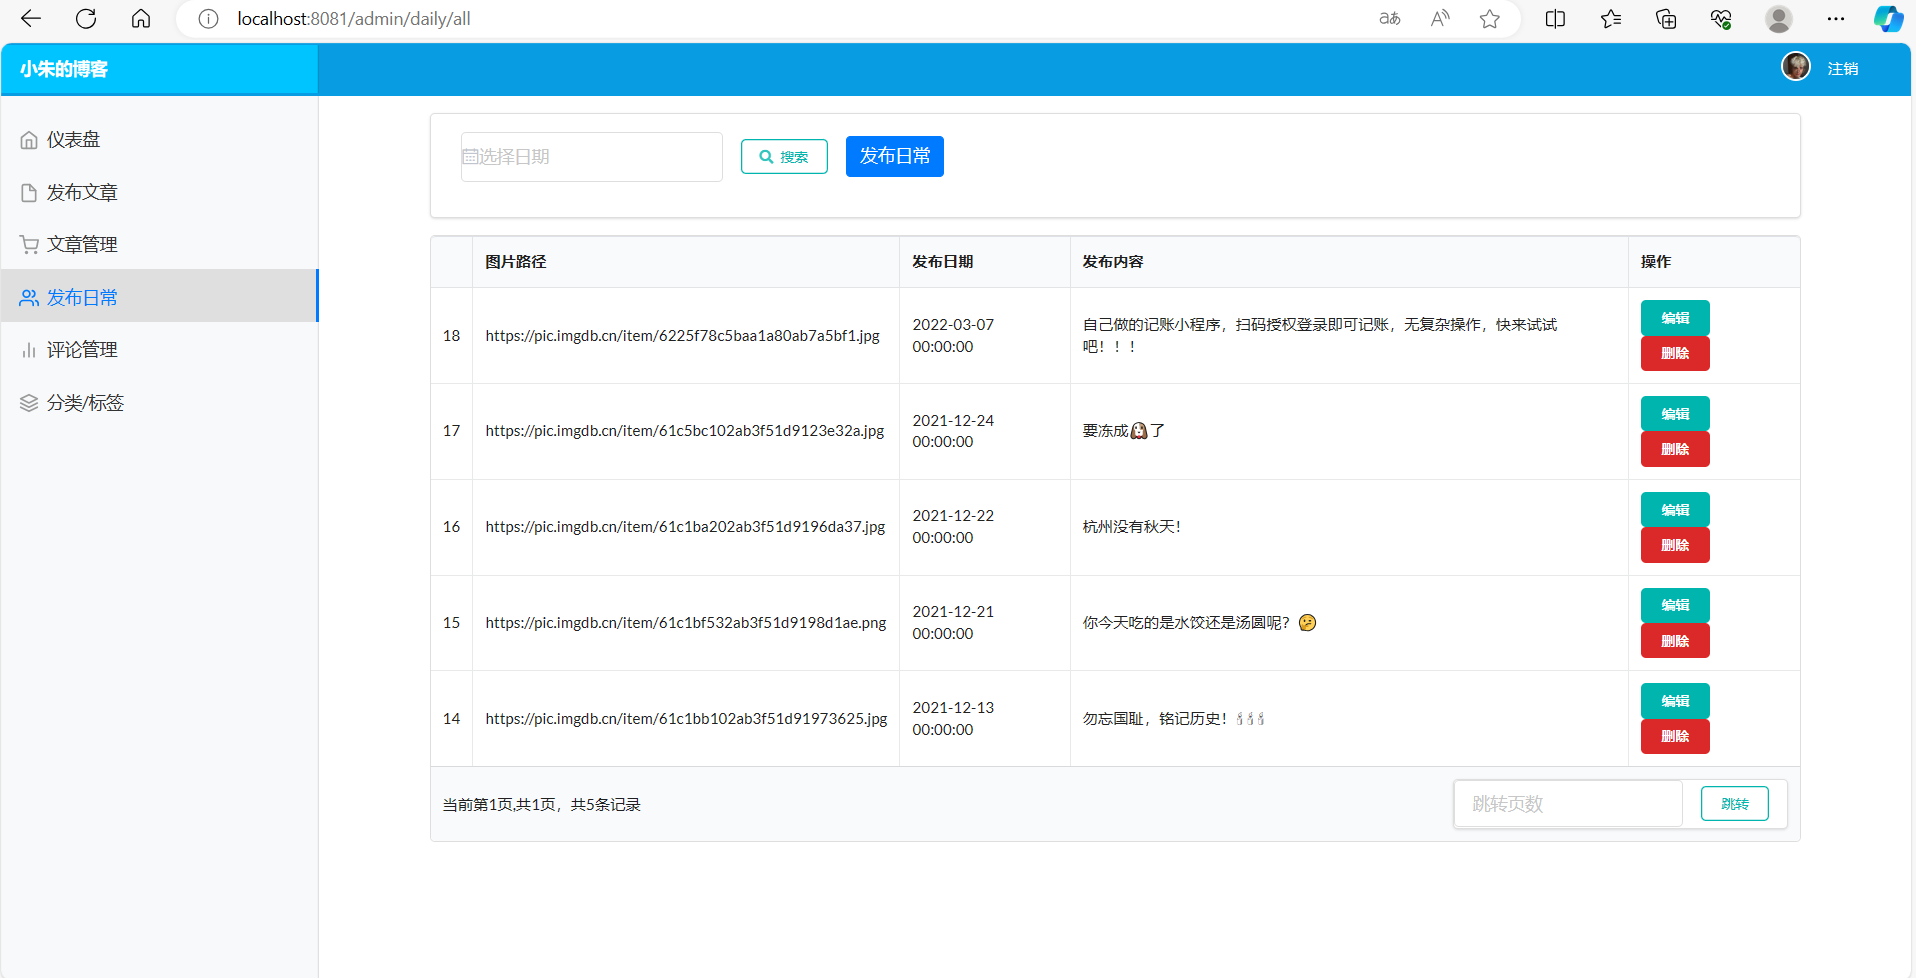 localhost:8081/admin/daily/all
小朱的博客
注销
仪表盘
发布文章
文章管理
发布日常
评论管理
分类/标签
选择日期
搜索
发布日常
图片路径 发布日期 发布内容 操作
18 https://pic.imgdb.cn/item/6225f78c5baa1a80ab7a5bf1.jpg 2022-03-07 00:00:00 自己做的记账小程序，扫码授权登录即可记账，无复杂操作，快来试试
吧！！！
编辑
删除
17 https://pic.imgdb.cn/item/61c5bc102ab3f51d9123e32a.jpg 2021-12-24 00:00:00 要冻成🐶了
编辑
删除
16 https://pic.imgdb.cn/item/61c1ba202ab3f51d9196da37.jpg 2021-12-22 00:00:00 杭州没有秋天！
编辑
删除
15 https://pic.imgdb.cn/item/61c1bf532ab3f51d9198d1ae.png 2021-12-21 00:00:00 你今天吃的是水饺还是汤圆呢？🤔
编辑
删除
14 https://pic.imgdb.cn/item/61c1bb102ab3f51d91973625.jpg 2021-12-13 00:00:00 勿忘国耻，铭记历史！🕯🕯🕯
编辑
删除
当前第1页,共1页，共5条记录
跳转页数
跳转